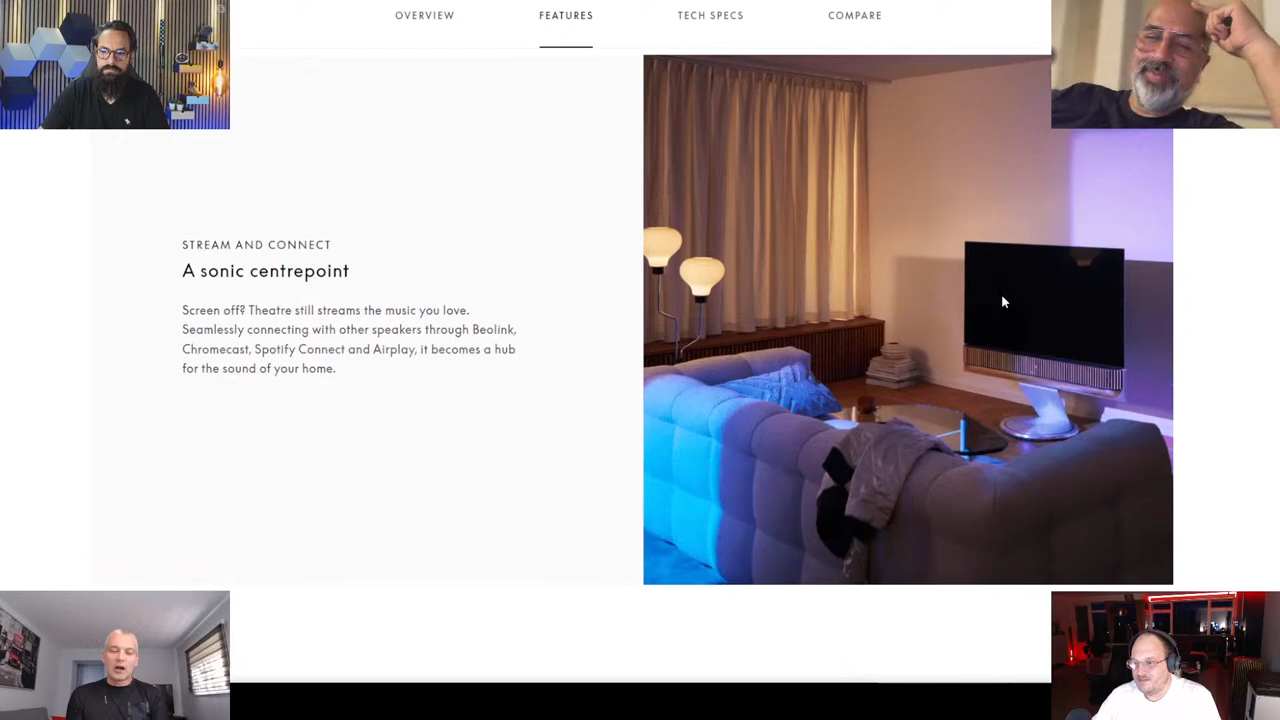 OVERVIEW
FEATURES
TECH SPECS
COMPARE
STREAM AND CONNECT
A sonic centrepoint
Screen off? Theatre still streams the music you love.
Seamlessly connecting with other speakers through Beolink,
Chromecast, Spotify Connect and Airplay, it becomes a hub
for the sound of your home.